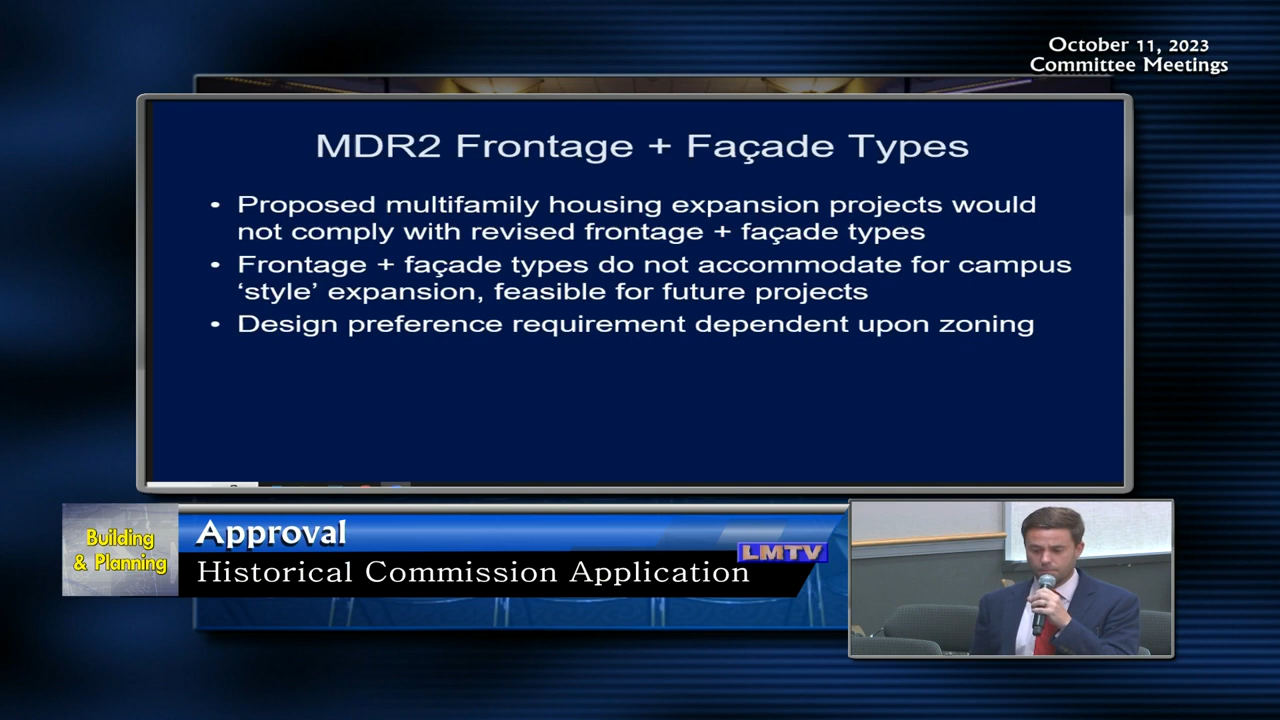 October 11, 2023
Committee Meetings
MDR2 Frontage + Façade Types
• Proposed multifamily housing expansion projects would
not comply with revised frontage + façade types
• Frontage + façade types do not accommodate for campus
‘style’ expansion, feasible for future projects
• Design preference requirement dependent upon zoning
Building
& Planning
Approval
LMTV
Historical Commission Application